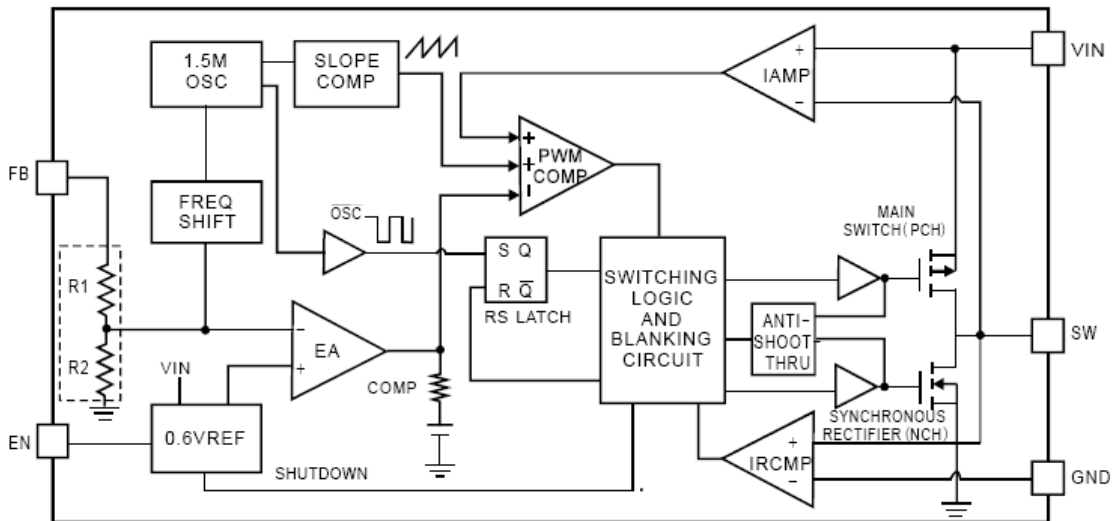 1.5M
OSC
SLOPE
COMP
IAMP
+
−
VIN
FB
FREQ
SHIFT
OSC
+
+
−
PWM
COMP
MAIN
SWITCH(PCH)
R1
R2
S Q
R Q
RS LATCH
SWITCHING
LOGIC
AND
BLANKING
CIRCUIT
ANTI-
SHOOT-
THRU
SW
−
+
EA
VIN
COMP
EN
0.6VREF
SHUTDOWN
SYNCHRONOUS
RECTIFIER (NCH)
+
−
IRCMP
GND